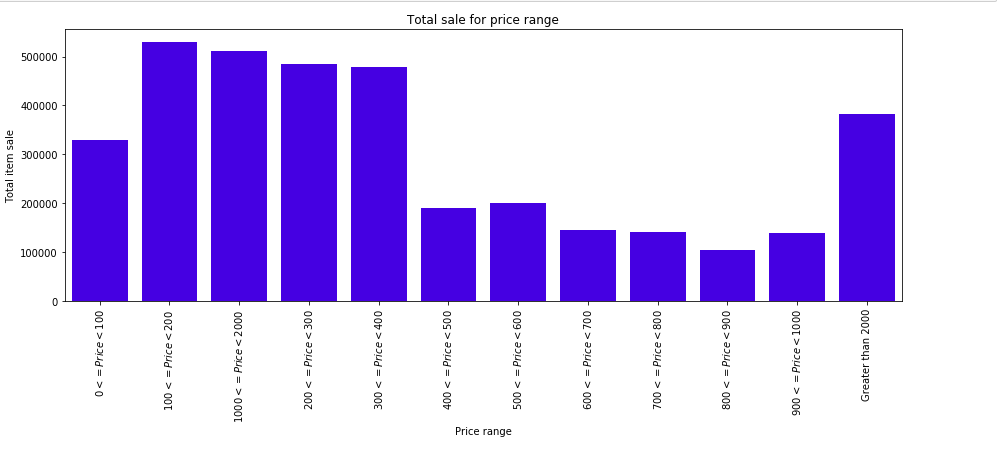 Total sale for price range
Total item sale
500000
400000
300000
200000
100000
0
0 <= Price < 100
100 <= Price < 200
1000 <= Price < 2000
200 <= Price < 300
300 <= Price < 400
400 <= Price < 500
500 <= Price < 600
600 <= Price < 700
700 <= Price < 800
800 <= Price < 900
900 <= Price < 1000
Greater than 2000
Price range